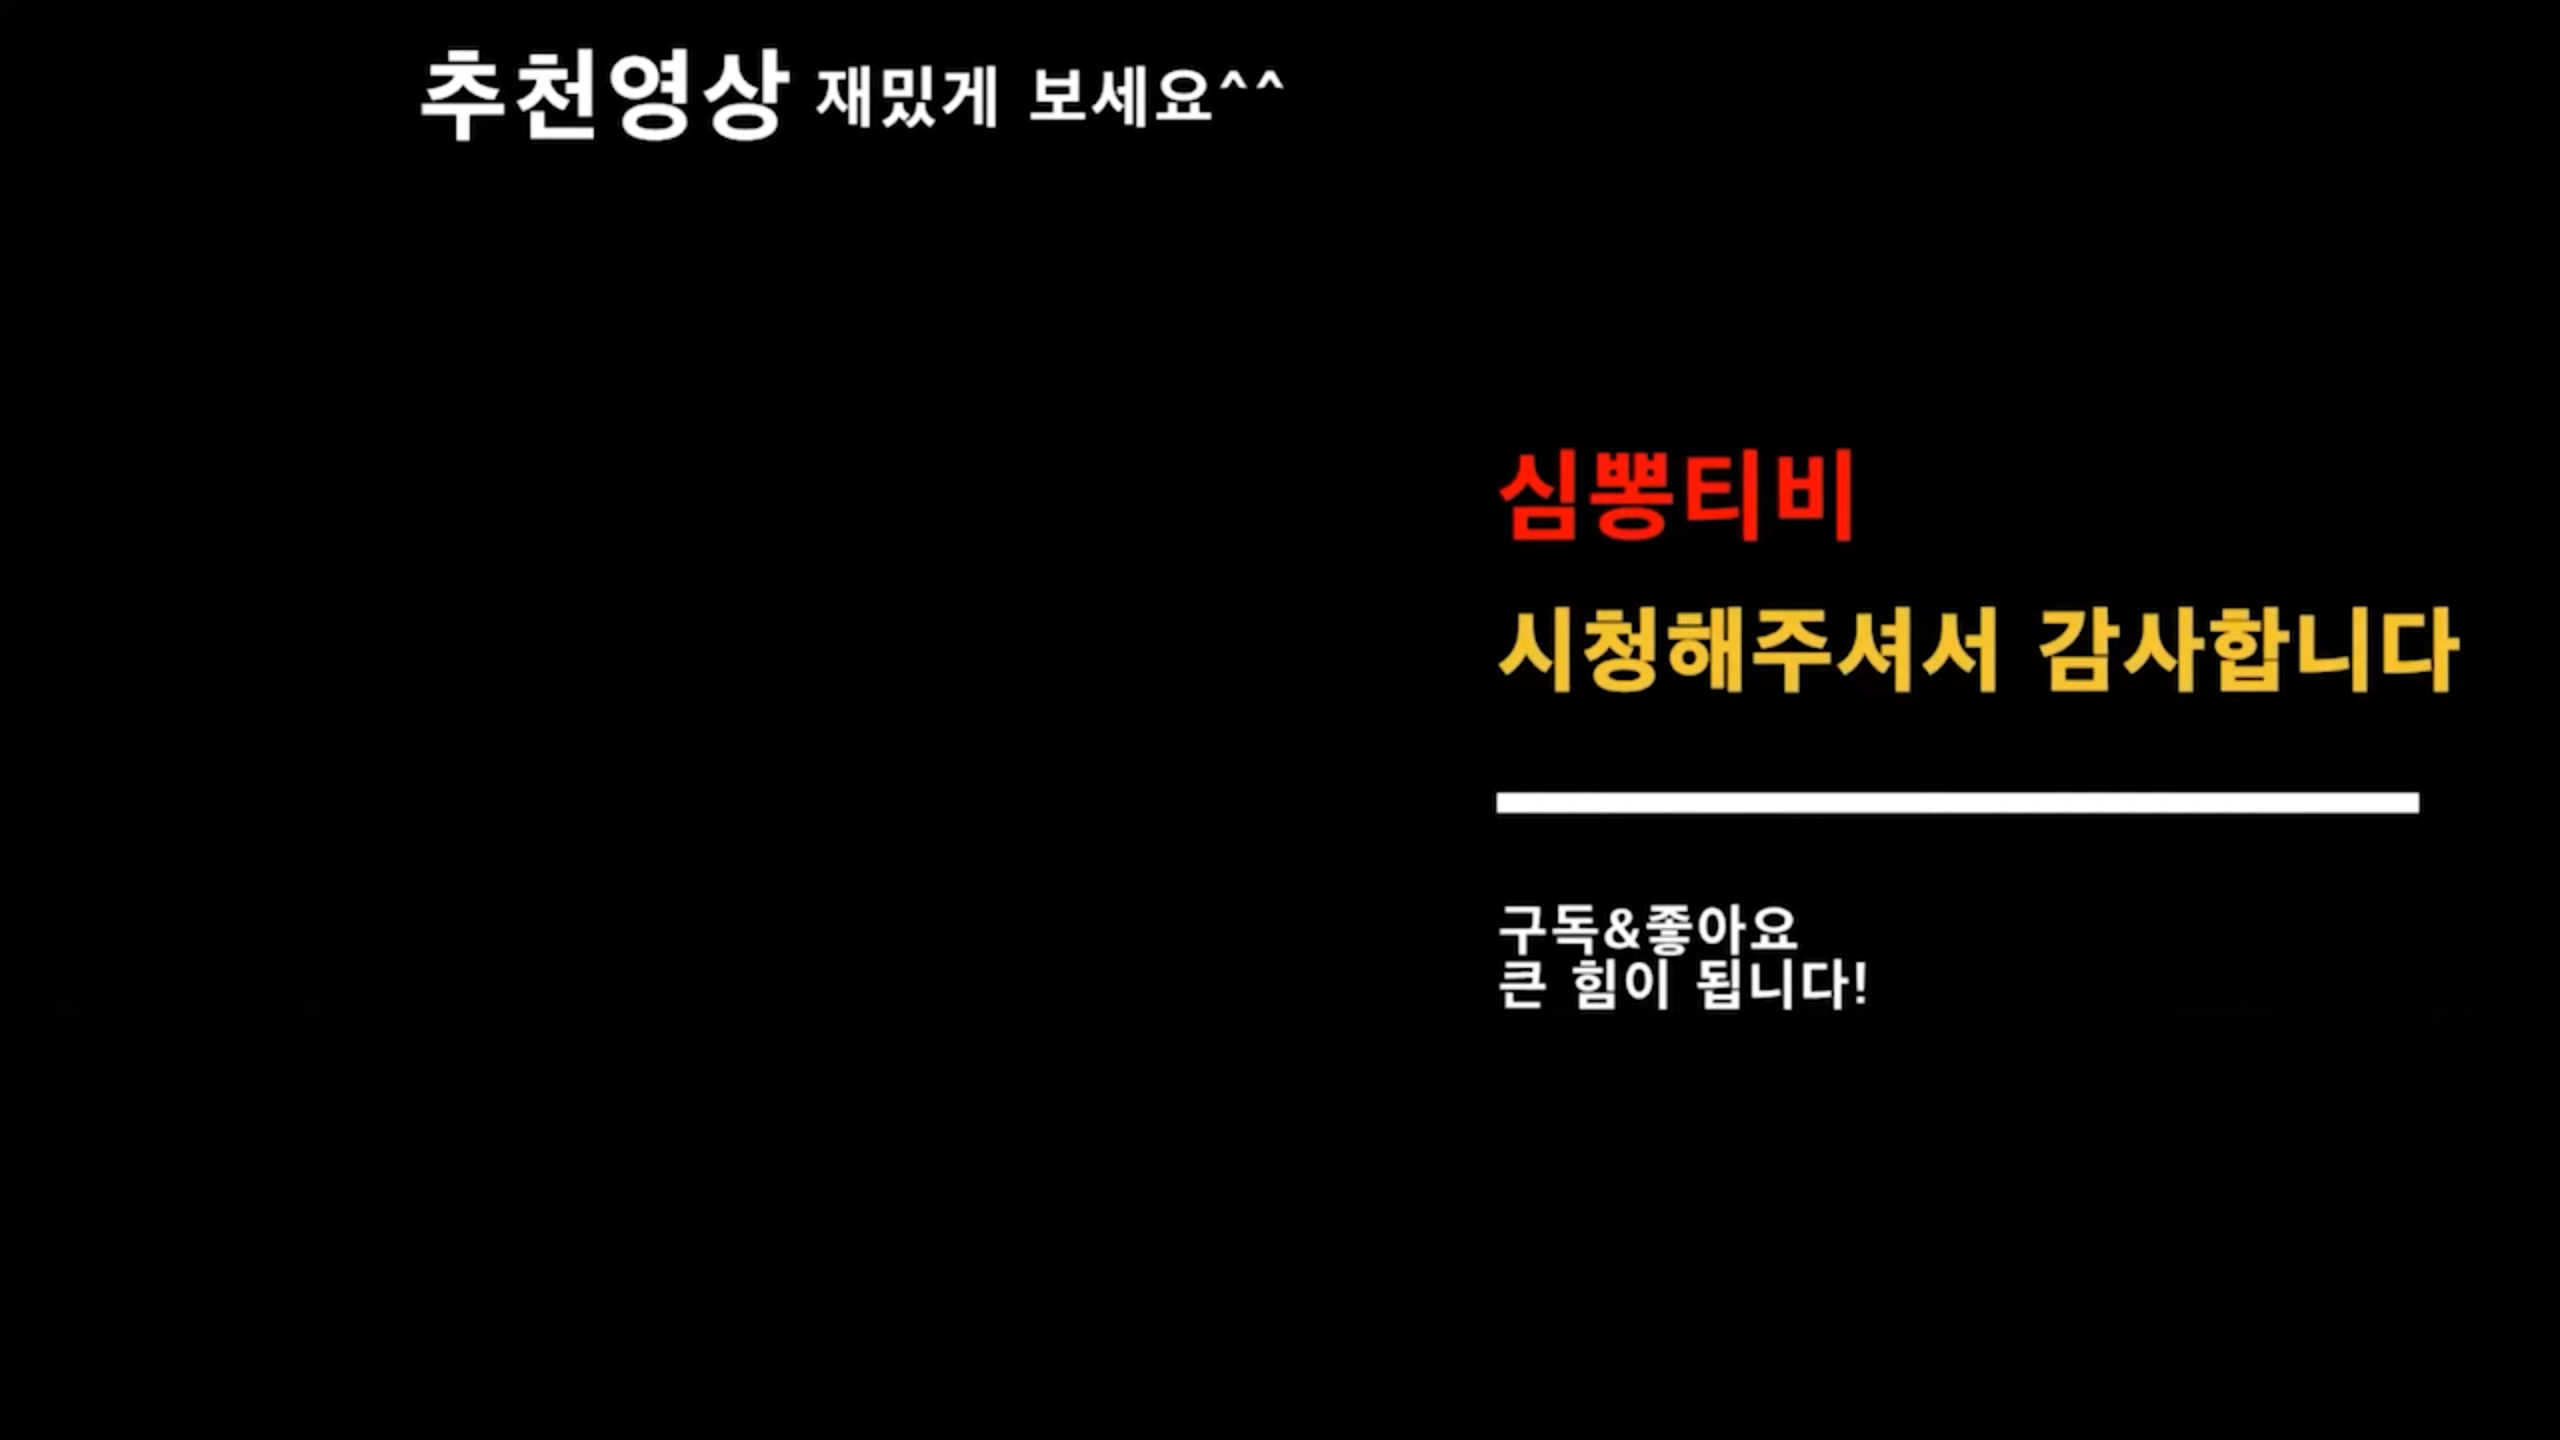 추천영상 재밌게 보세요^^
심뽕티비
시청해주셔서 감사합니다
구독&좋아요
큰 힘이 됩니다!